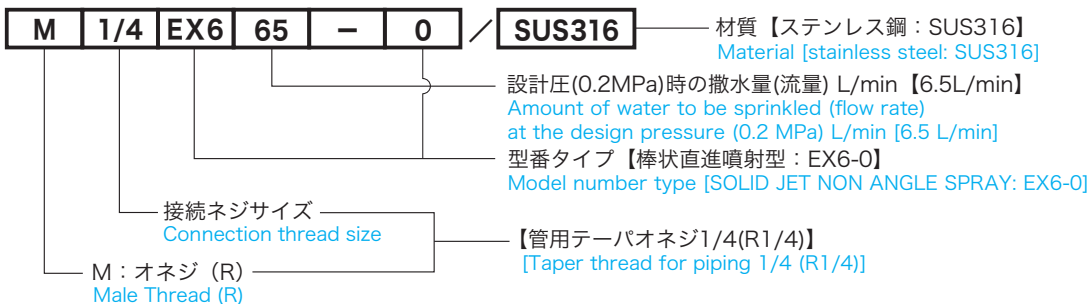 M 1/4 EX6 65 － 0 ／ SUS316
材質【ステンレス鋼：SUS316】
Material [stainless steel: SUS316]
設計圧(0.2MPa)時の撒水量(流量) L/min【6.5L/min】
Amount of water to be sprinkled (flow rate)
at the design pressure (0.2 MPa) L/min [6.5 L/min]
型番タイプ【棒状直進噴射型：EX6-0】
Model number type [SOLID JET NON ANGLE SPRAY: EX6-0]
接続ネジサイズ
Connection thread size
【管用テーパオネジ1/4(R1/4)】
[Taper thread for piping 1/4 (R1/4)]
M：オネジ（R）
Male Thread (R)